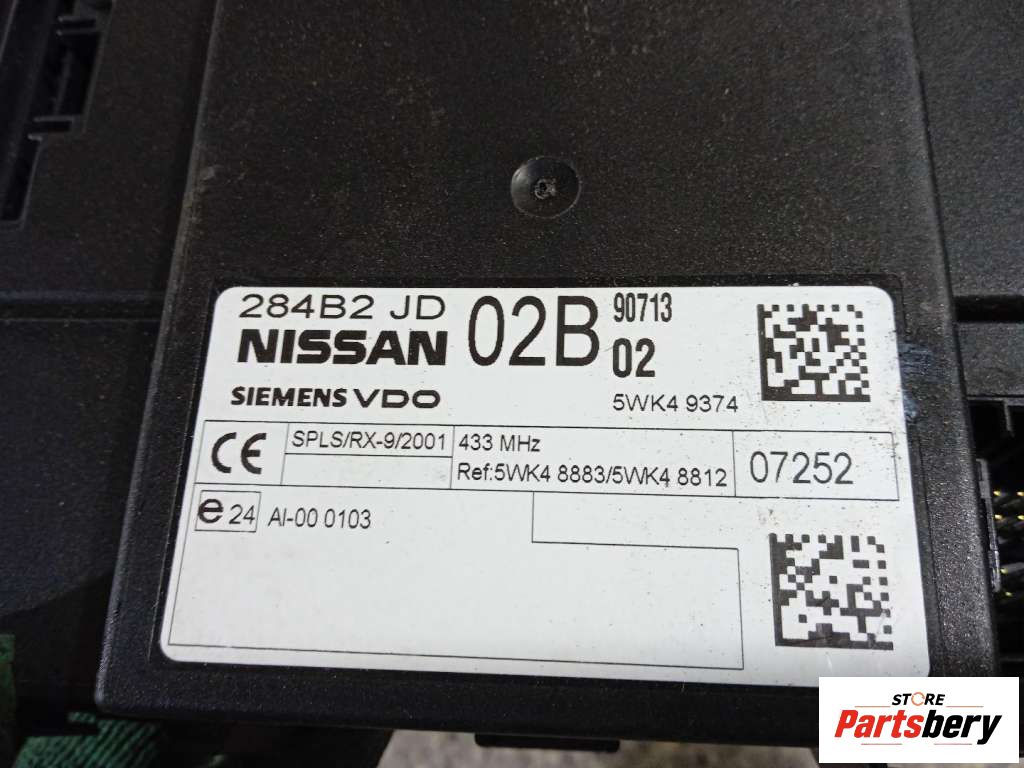 284B2 JD 02B 90713
NISSAN 02
SIEMENS VDO 5WK4 9374
CE SPLS/RX-9/2001 433 MHz
Ref:5WK4 8883/5WK4 8812 07252
e 24 AI-00 0103
STORE
Partsbery